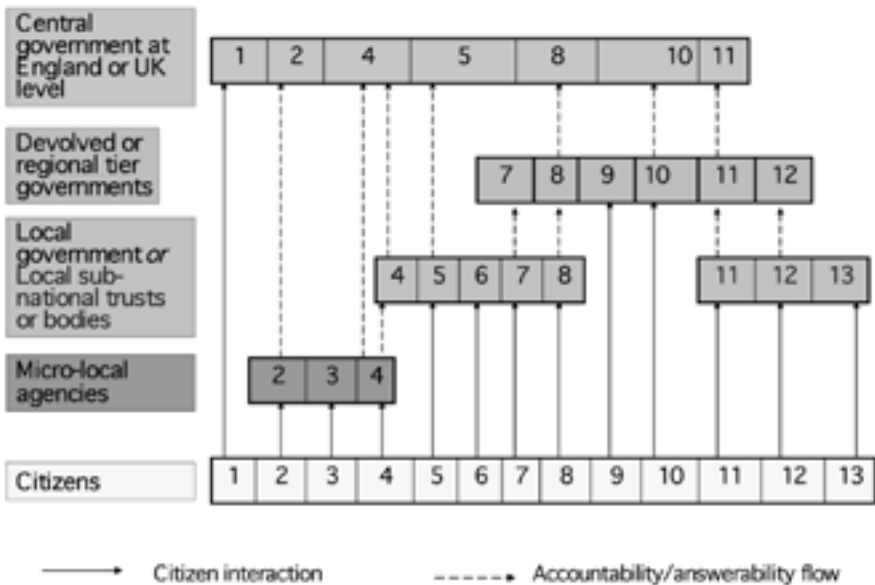 Central
government at
England or UK
level
1 2 4 5 8 10 11
Devolved or
regional tier
governments
7 8 9 10 11 12
Local
government or
Local sub-
national trusts
or bodies
4 5 6 7 8 11 12 13
Micro-local
agencies
2 3 4
Citizens
1 2 3 4 5 6 7 8 9 10 11 12 13
Citizen interaction Accountability/answerability flow